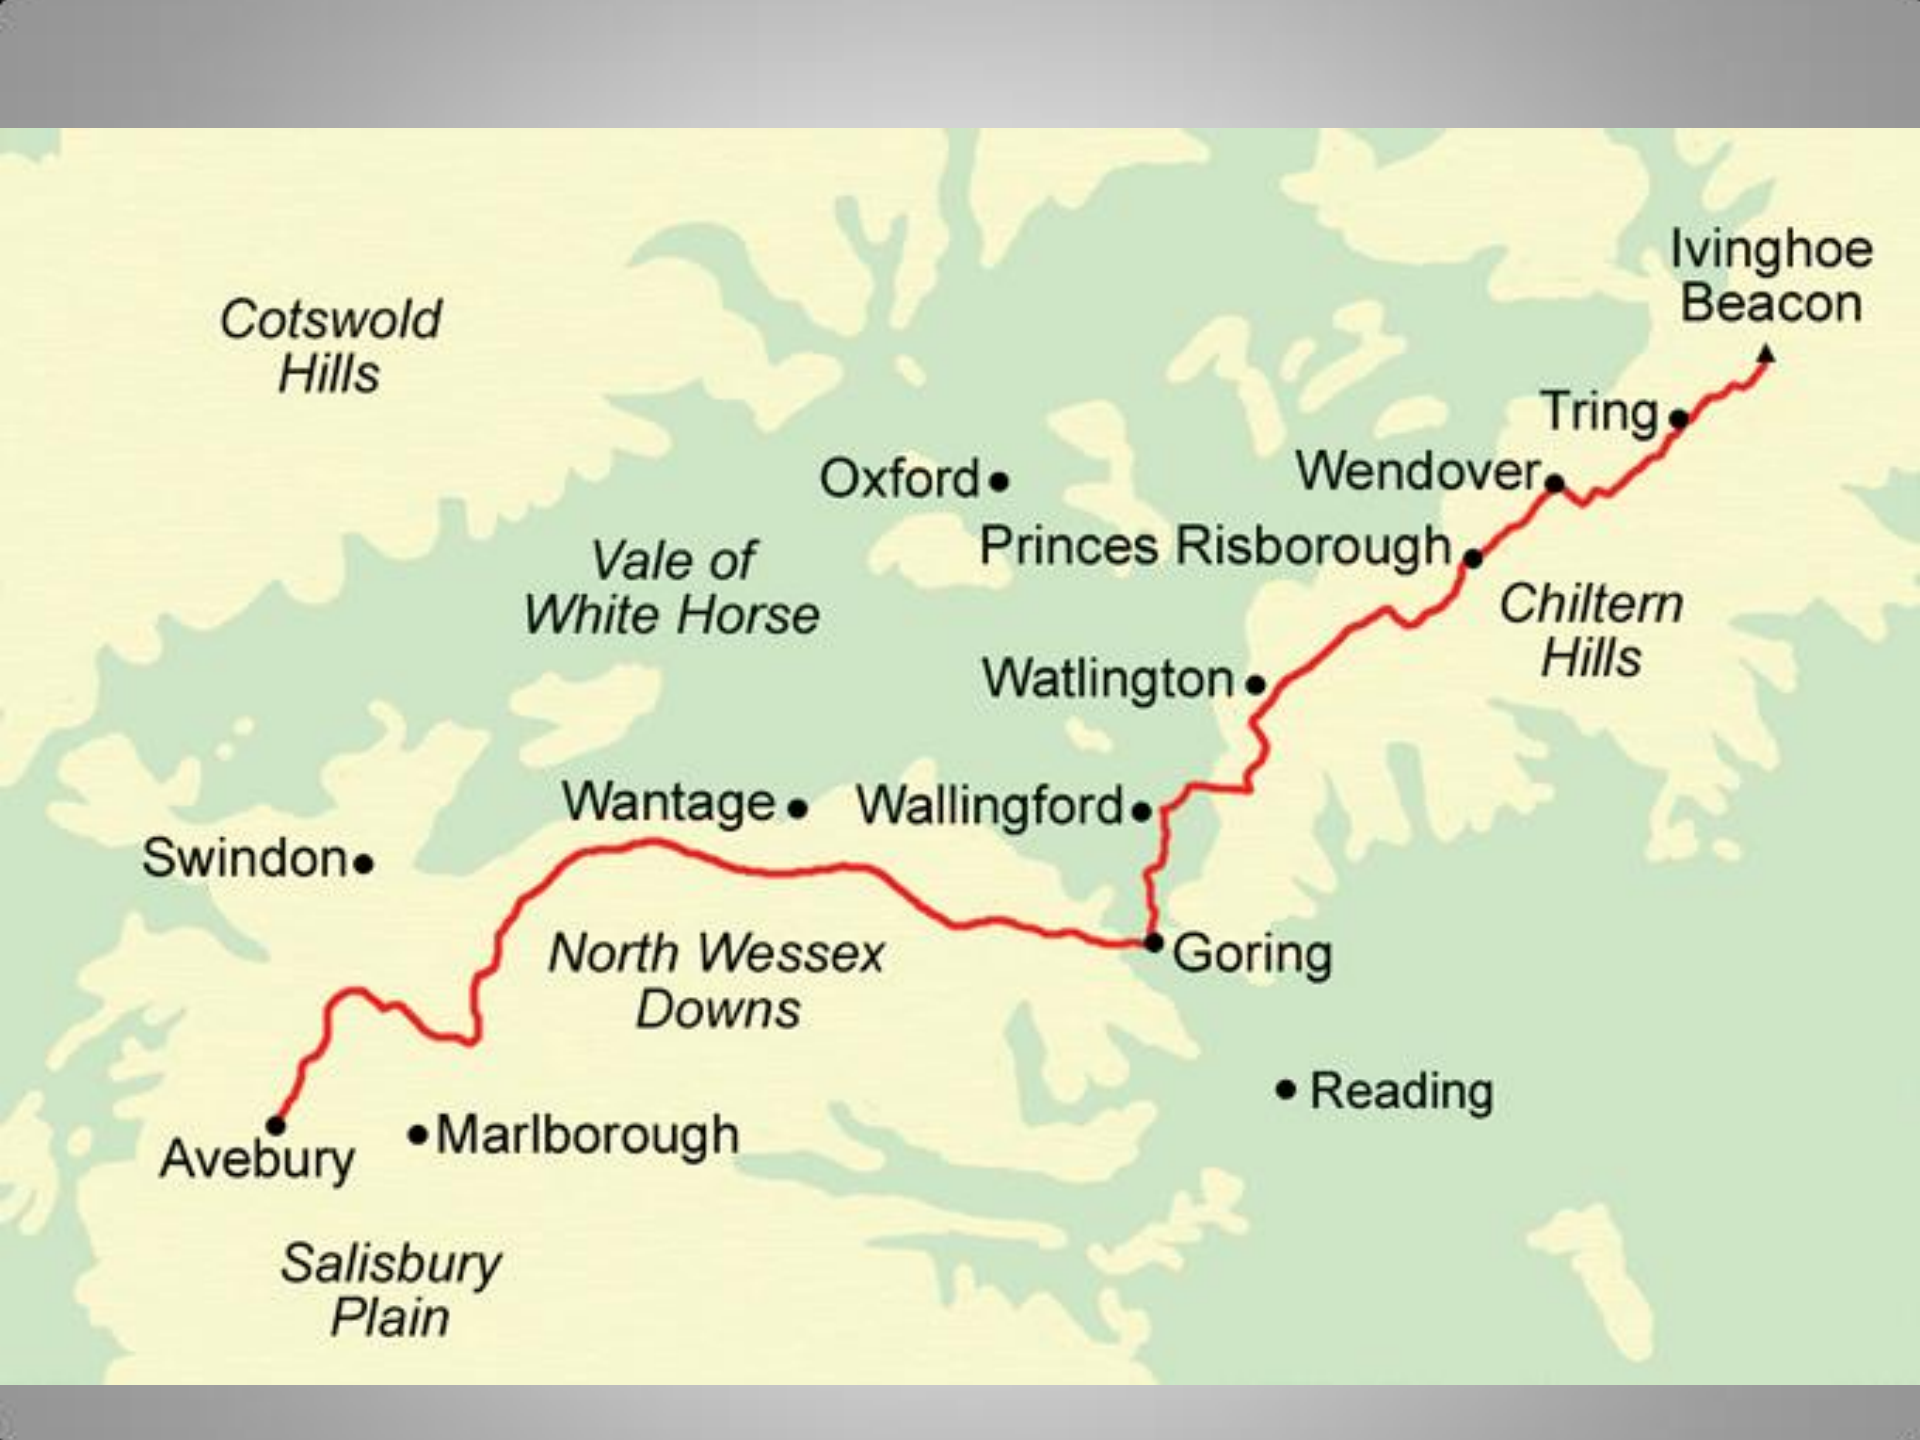 Ivinghoe
Beacon
Cotswold
Hills
Tring
Wendover
Oxford
Princes Risborough
Vale of
White Horse
Chiltern
Hills
Watlington
Wantage
Wallingford
Swindon
North Wessex
Downs
Goring
Reading
Marlborough
Avebury
Salisbury
Plain